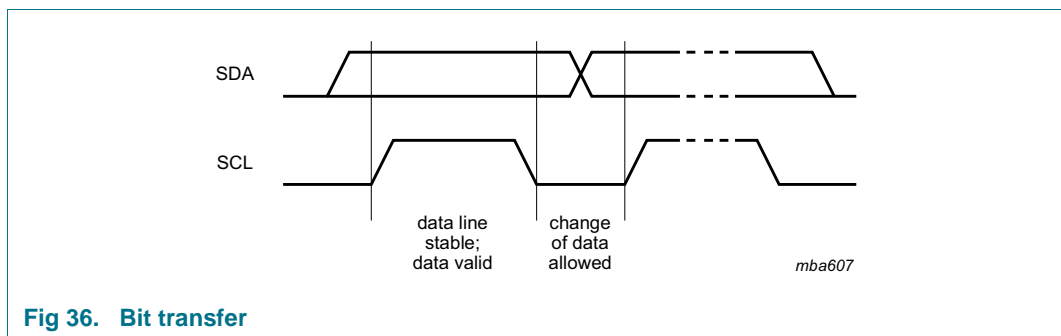 SDA
SCL
data line
stable;
data valid
change
of data
allowed
mba607
Fig 36. Bit transfer